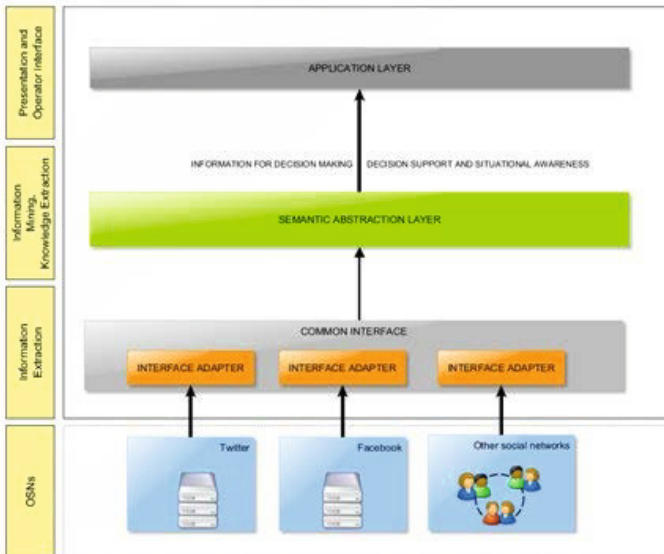 Presentation and
Operator Interface
APPLICATION LAYER
INFORMATION FOR DECISION MAKING
DECISION SUPPORT AND SITUATIONAL AWARENESS
Information
Mining,
Knowledge Extraction
SEMANTIC ABSTRACTION LAYER
Information
Extraction
COMMON INTERFACE
INTERFACE ADAPTER
INTERFACE ADAPTER
INTERFACE ADAPTER
OSNs
Twitter
Facebook
Other social networks